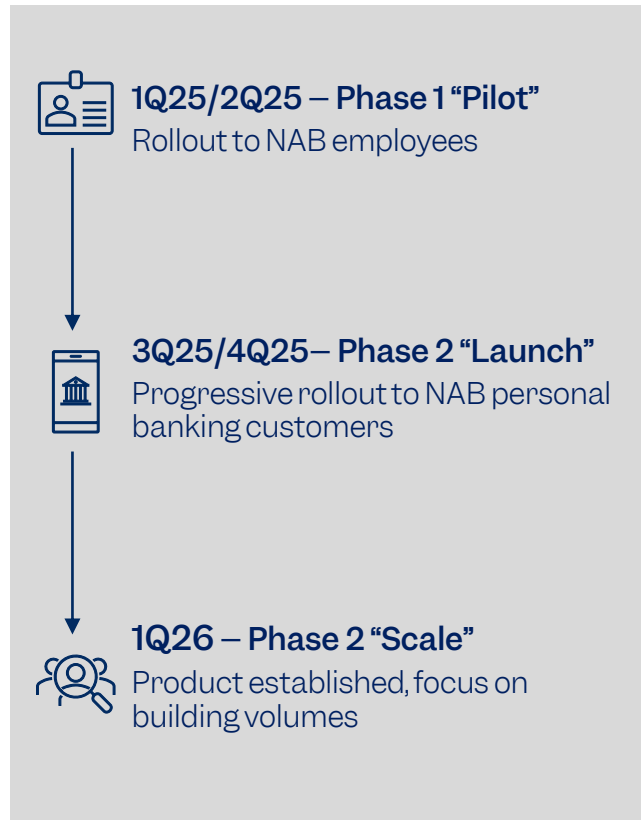 1Q25/2Q25 – Phase 1 “Pilot”
Rollout to NAB employees
3Q25/4Q25– Phase 2 “Launch”
Progressive rollout to NAB personal
banking customers
1Q26 – Phase 2 “Scale”
Product established, focus on
building volumes